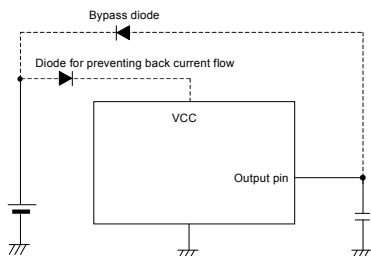 Bypass diode
Diode for preventing back current flow
VCC
Output pin